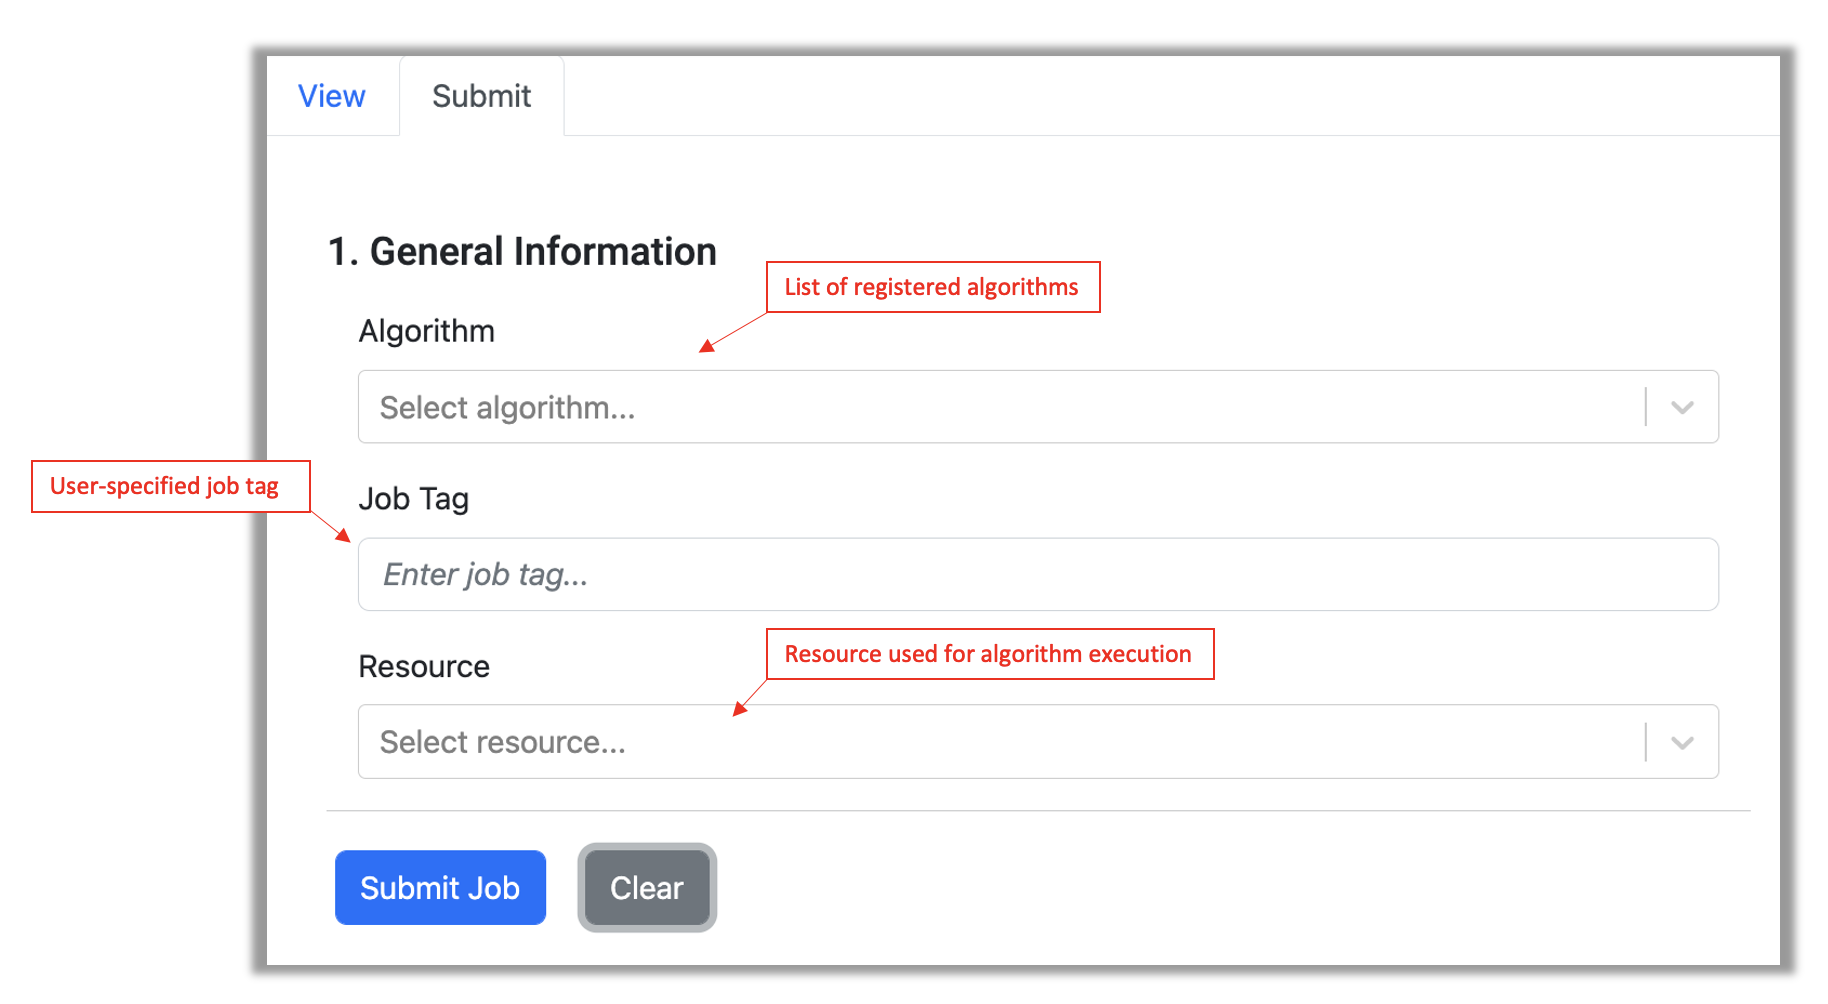 View
Submit
1. General Information
List of registered algorithms
Algorithm
Select algorithm...
User-specified job tag
Job Tag
Enter job tag...
Resource used for algorithm execution
Resource
Select resource...
Submit Job
Clear